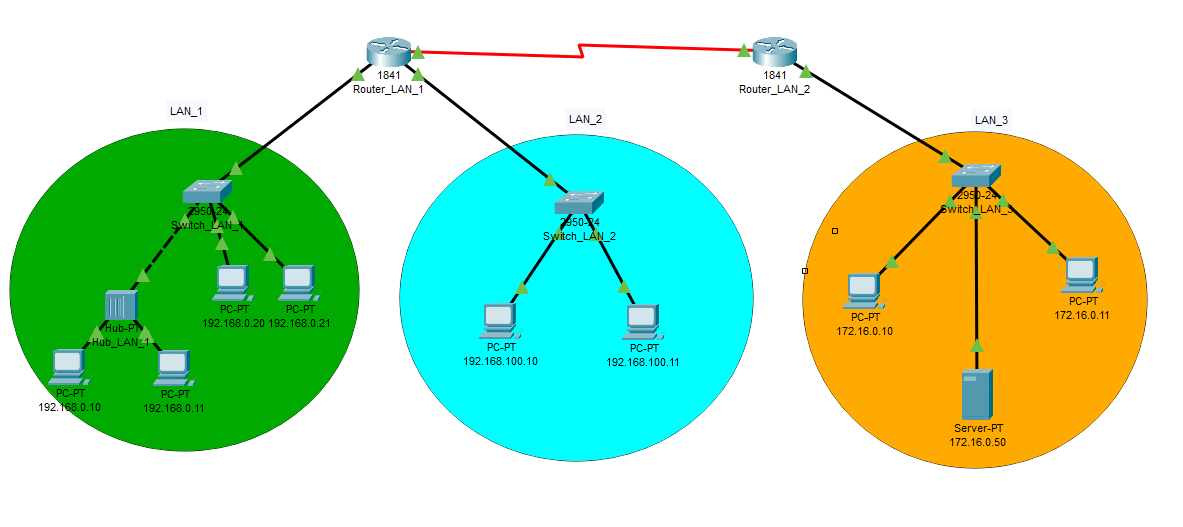 1841
Router_LAN_1
1841
Router_LAN_2
LAN_1
LAN_2
LAN_3
2950-24
Switch_LAN_1
2950-24
Switch_LAN_2
2950-24
Switch_LAN_3
PC-PT
192.168.0.20
PC-PT
192.168.0.21
Hub-PT
Hub_LAN_1
PC-PT
192.168.0.10
PC-PT
192.168.0.11
PC-PT
192.168.100.10
PC-PT
192.168.100.11
PC-PT
172.16.0.10
PC-PT
172.16.0.11
Server-PT
172.16.0.50